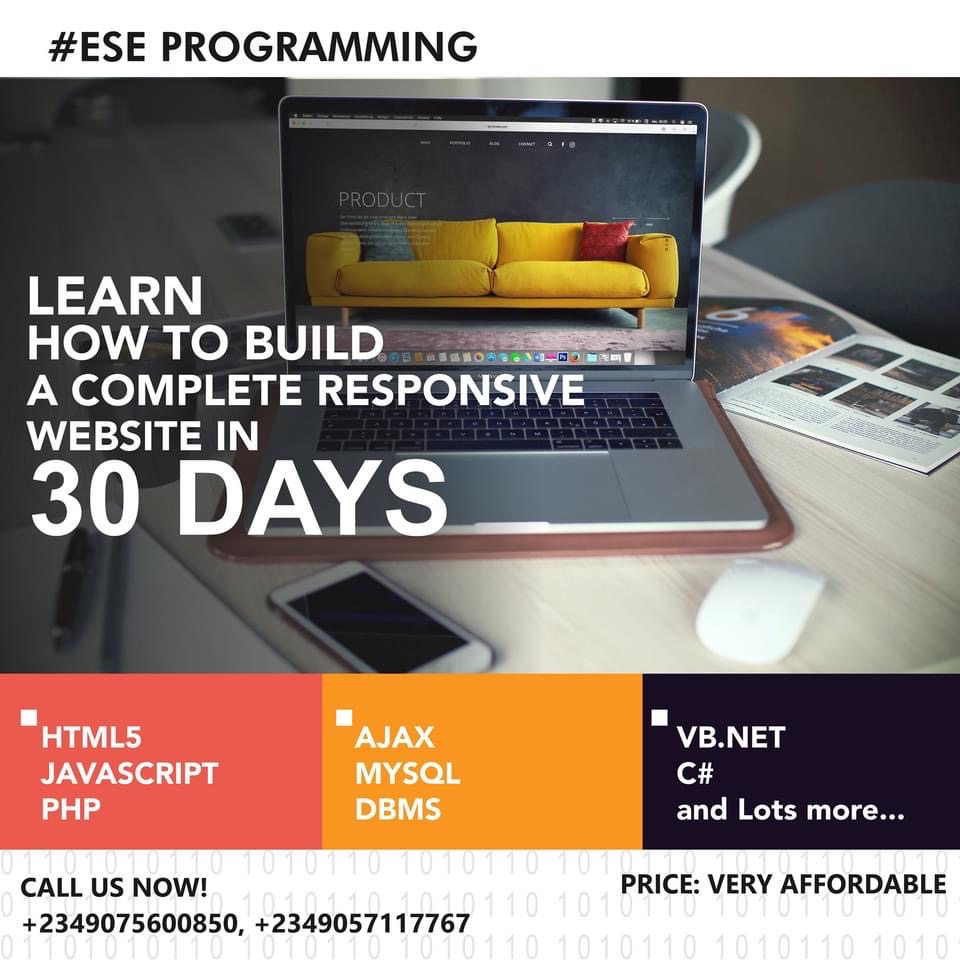 #ESE PROGRAMMING
PRODUCT
LEARN
HOW TO BUILD
A COMPLETE RESPONSIVE
WEBSITE IN
30 DAYS
HTML5
JAVASCRIPT
PHP
AJAX
MYSQL
DBMS
VB.NET
C#
and Lots more...
CALL US NOW!
+2349075600850, +2349057117767
PRICE: VERY AFFORDABLE